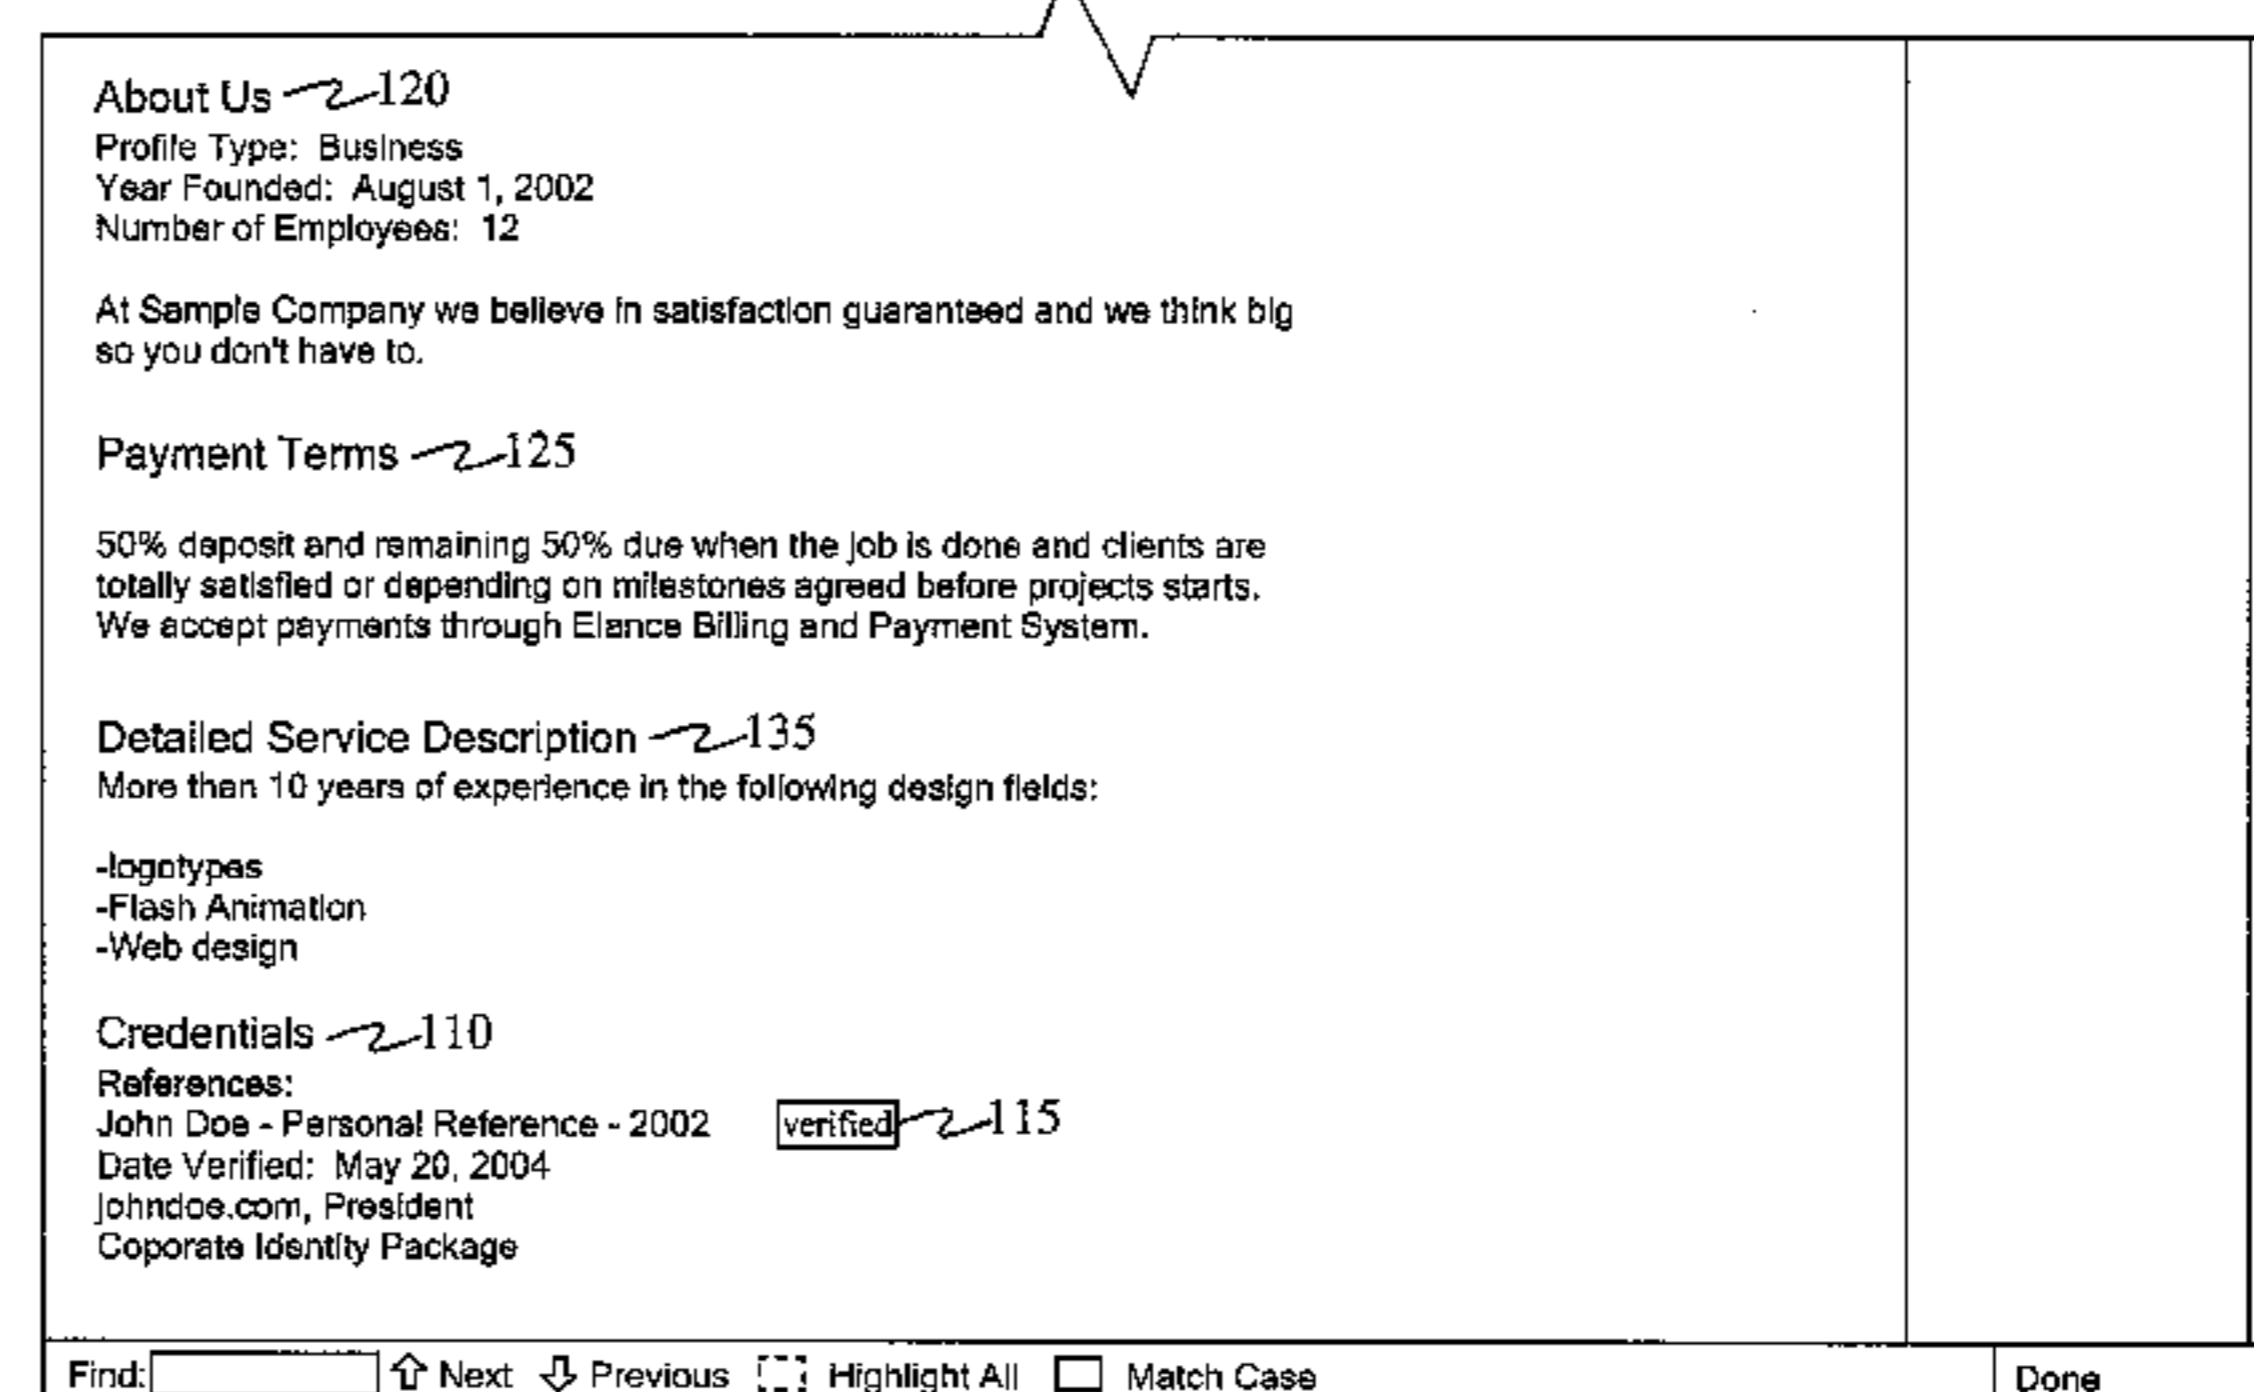 About Us 120
Profile Type: Business
Year Founded: August 1, 2002
Number of Employees: 12
At Sample Company we believe in satisfaction guaranteed and we think big
so you don't have to.
Payment Terms 125
50% deposit and remaining 50% due when the job is done and clients are
totally satisfied or depending on milestones agreed before projects starts.
We accept payments through Elance Billing and Payment System.
Detailed Service Description 135
More than 10 years of experience in the following design fields:
-logotypes
-Flash Animation
-Web design
Credentials 110
References:
John Doe - Personal Reference - 2002 verified 115
Date Verified: May 20, 2004
johndoe.com, President
Coporate Identity Package
Find: Next Previous Highlight All Match Case Done